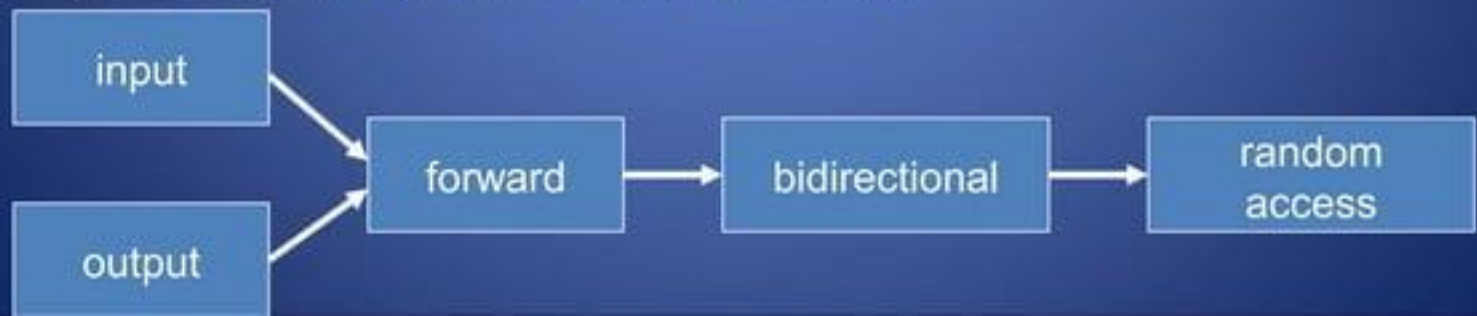 input
output
forward
bidirectional
random
access